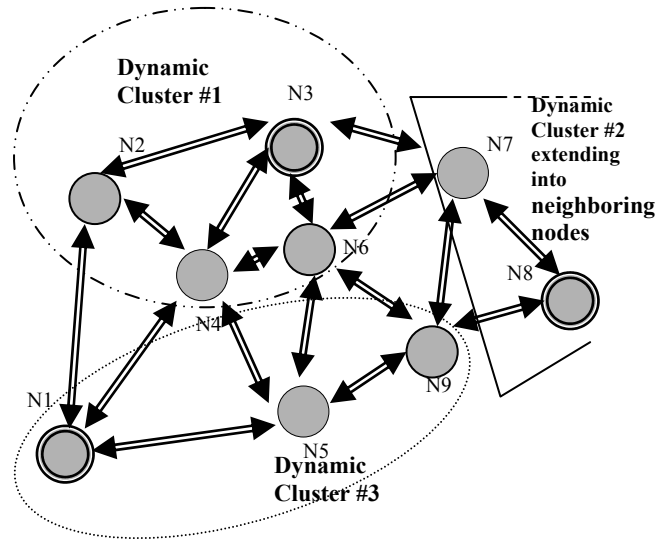 Dynamic
Cluster #1
N3
N2
Dynamic
Cluster #2
extending
into
neighboring
nodes
N7
N6
N8
N4
N9
N1
N5
Dynamic
Cluster #3